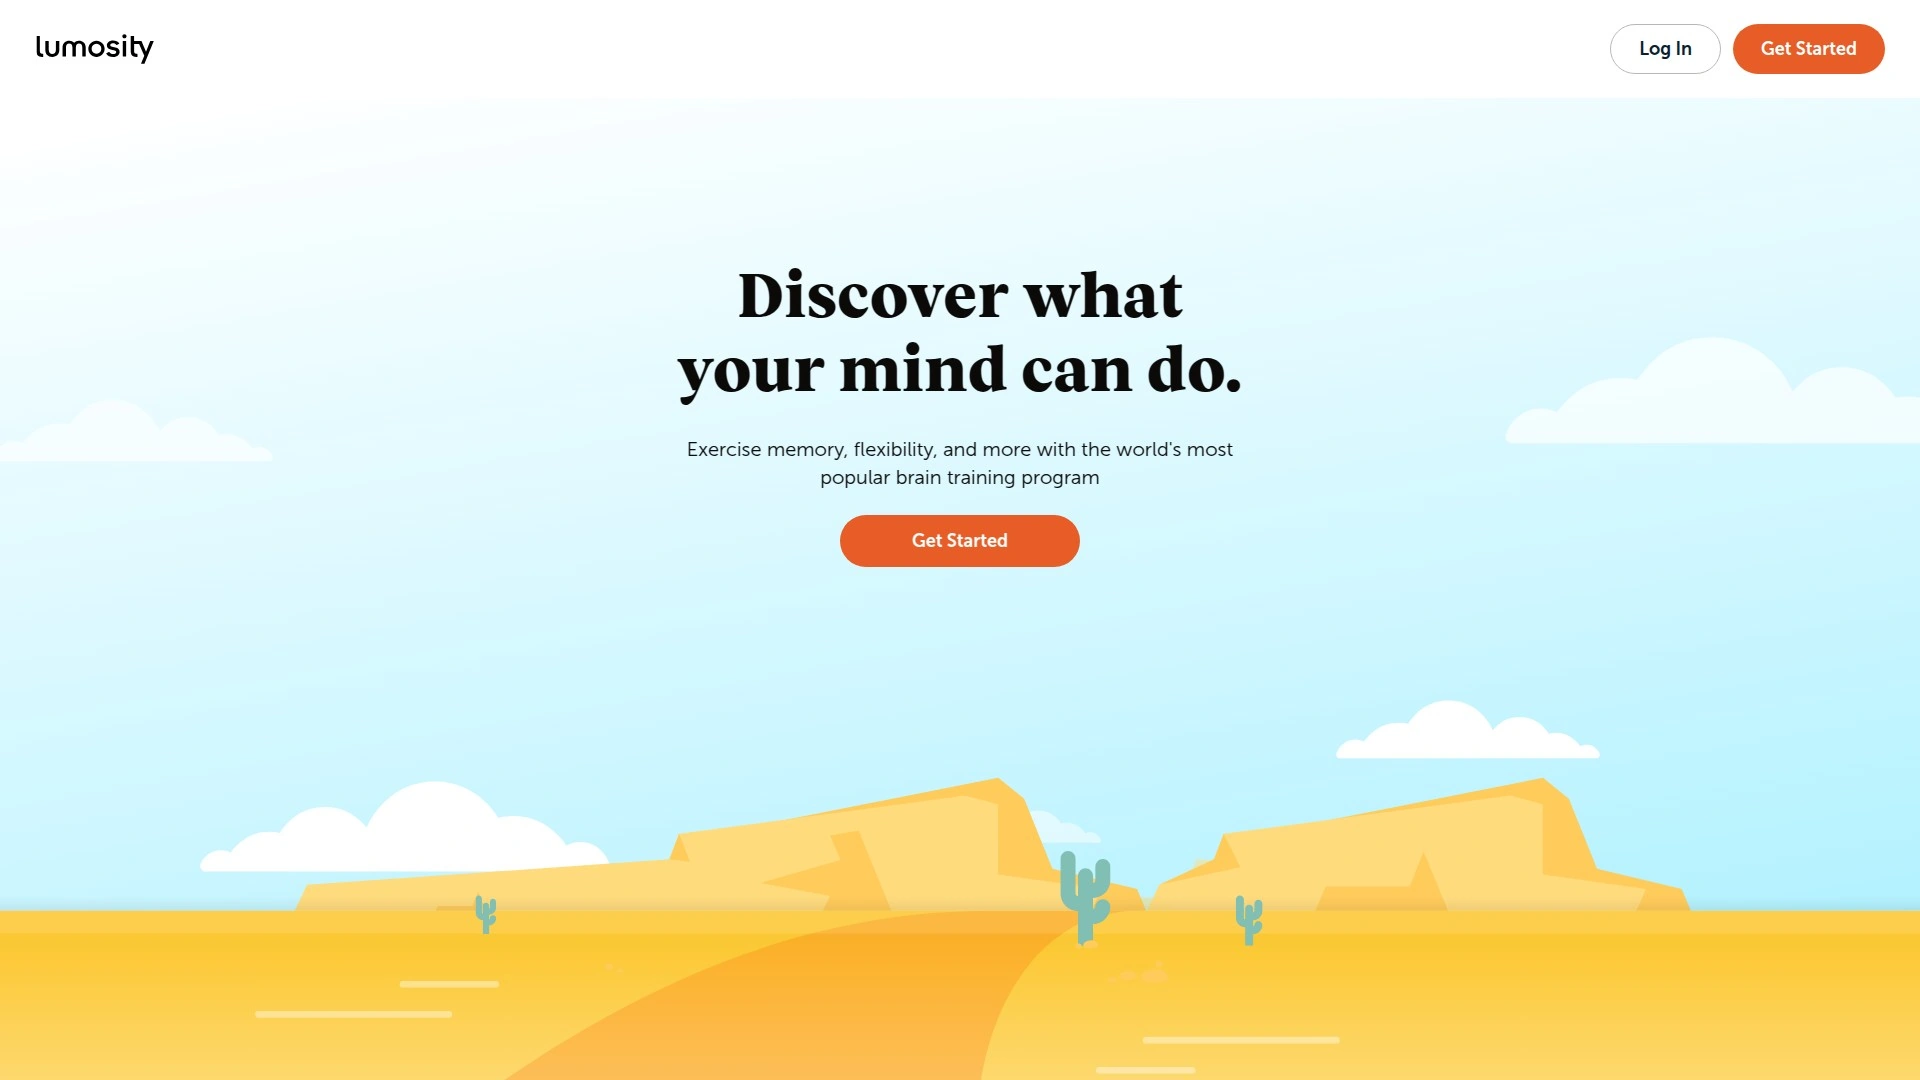 lumosity
Log In
Get Started
Discover what
your mind can do.
Exercise memory, flexibility, and more with the world's most
popular brain training program
Get Started